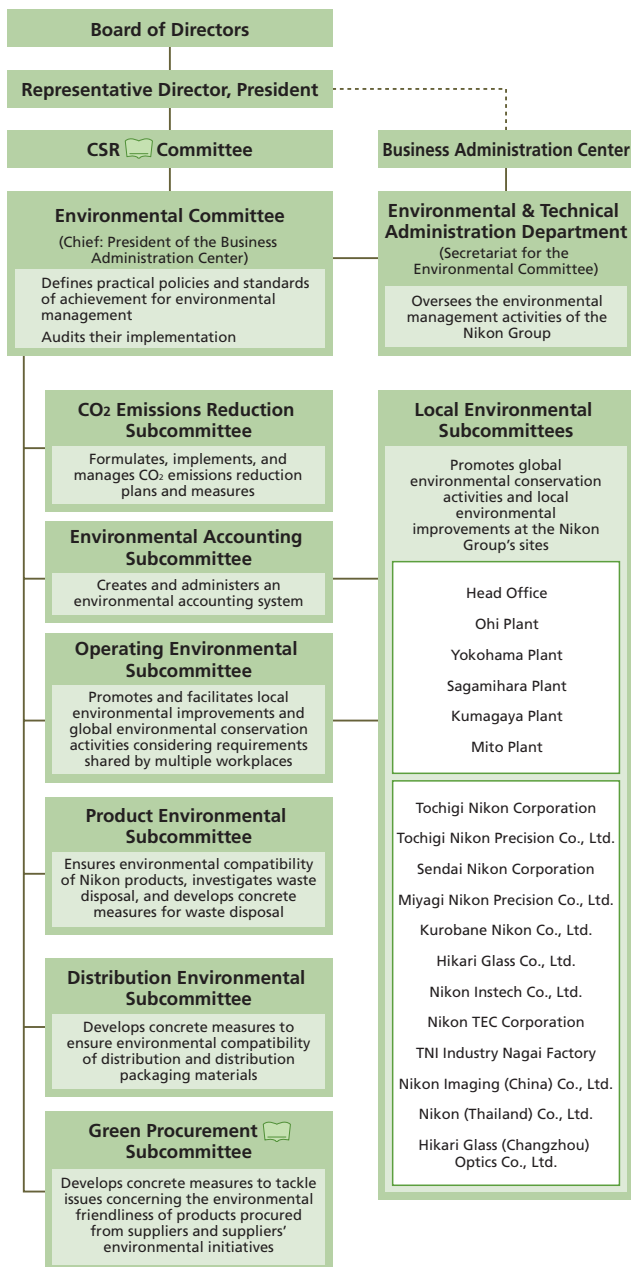 Board of Directors
Representative Director, President
CSR Committee
Business Administration Center
Environmental Committee
(Chief: President of the Business
Administration Center)
Defines practical policies and standards
of achievement for environmental
management
Audits their implementation
Environmental & Technical
Administration Department
(Secretariat for the
Environmental Committee)
Oversees the environmental
management activities of the
Nikon Group
CO2 Emissions Reduction
Subcommittee
Formulates, implements, and
manages CO2 emissions reduction
plans and measures
Environmental Accounting
Subcommittee
Creates and administers an
environmental accounting system
Operating Environmental
Subcommittee
Promotes and facilitates local
environmental improvements and
global environmental conservation
activities considering requirements
shared by multiple workplaces
Product Environmental
Subcommittee
Ensures environmental compatibility
of Nikon products, investigates waste
disposal, and develops concrete
measures for waste disposal
Distribution Environmental
Subcommittee
Develops concrete measures to
ensure environmental compatibility
of distribution and distribution
packaging materials
Green Procurement
Subcommittee
Develops concrete measures to tackle
issues concerning the environmental
friendliness of products procured
from suppliers and suppliers’
environmental initiatives
Local Environmental
Subcommittees
Promotes global
environmental conservation
activities and local
environmental
improvements at the Nikon
Group’s sites
Head Office
Ohi Plant
Yokohama Plant
Sagamihara Plant
Kumagaya Plant
Mito Plant
Tochigi Nikon Corporation
Tochigi Nikon Precision Co., Ltd.
Sendai Nikon Corporation
Miyagi Nikon Precision Co., Ltd.
Kurobane Nikon Co., Ltd.
Hikari Glass Co., Ltd.
Nikon Instech Co., Ltd.
Nikon TEC Corporation
TNI Industry Nagai Factory
Nikon Imaging (China) Co., Ltd.
Nikon (Thailand) Co., Ltd.
Hikari Glass (Changzhou)
Optics Co., Ltd.